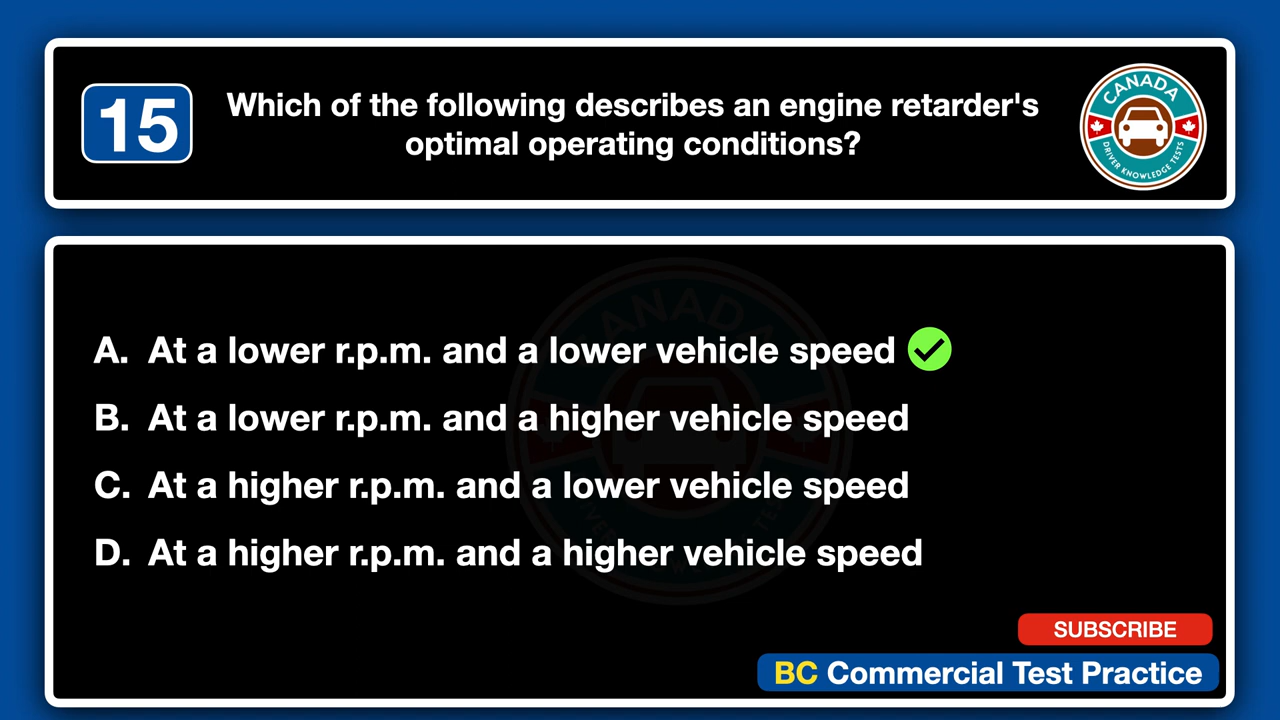 15
Which of the following describes an engine retarder's
optimal operating conditions?
CANADA
DRIVER KNOWLEDGE TESTS
A. At a lower r.p.m. and a lower vehicle speed
B. At a lower r.p.m. and a higher vehicle speed
C. At a higher r.p.m. and a lower vehicle speed
D. At a higher r.p.m. and a higher vehicle speed
SUBSCRIBE
BC Commercial Test Practice